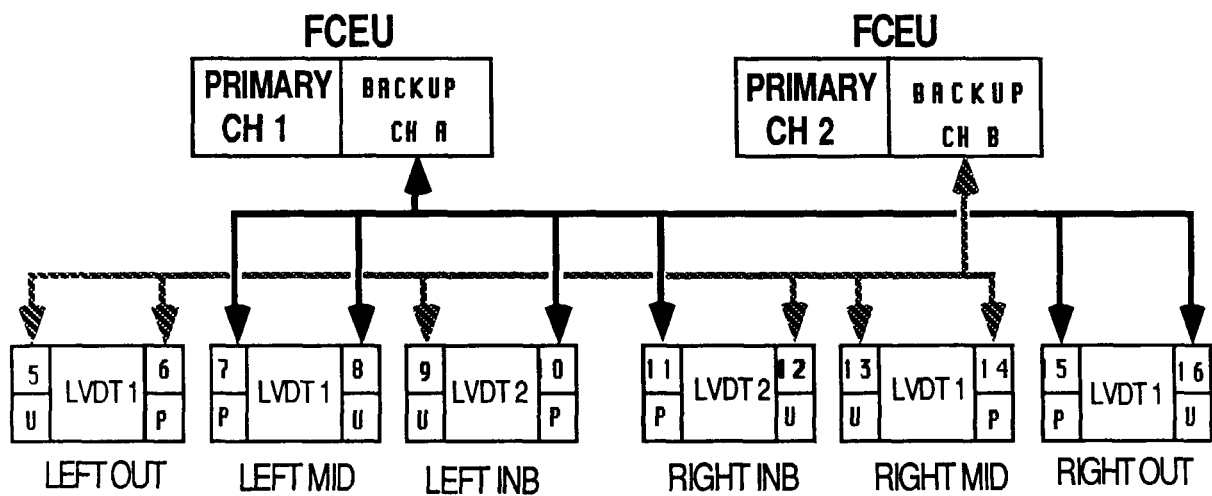 FCEU
FCEU
PRIMARY
CH 1
BACKUP
CH A
PRIMARY
CH 2
BACKUP
CH B
5
U
LVDT 1
6
P
7
P
LVDT 1
8
U
9
U
LVDT 2
0
P
11
P
LVDT 2
12
U
13
U
LVDT 1
14
P
15
P
LVDT 1
16
U
LEFT OUT
LEFT MID
LEFT INB
RIGHT INB
RIGHT MID
RIGHT OUT